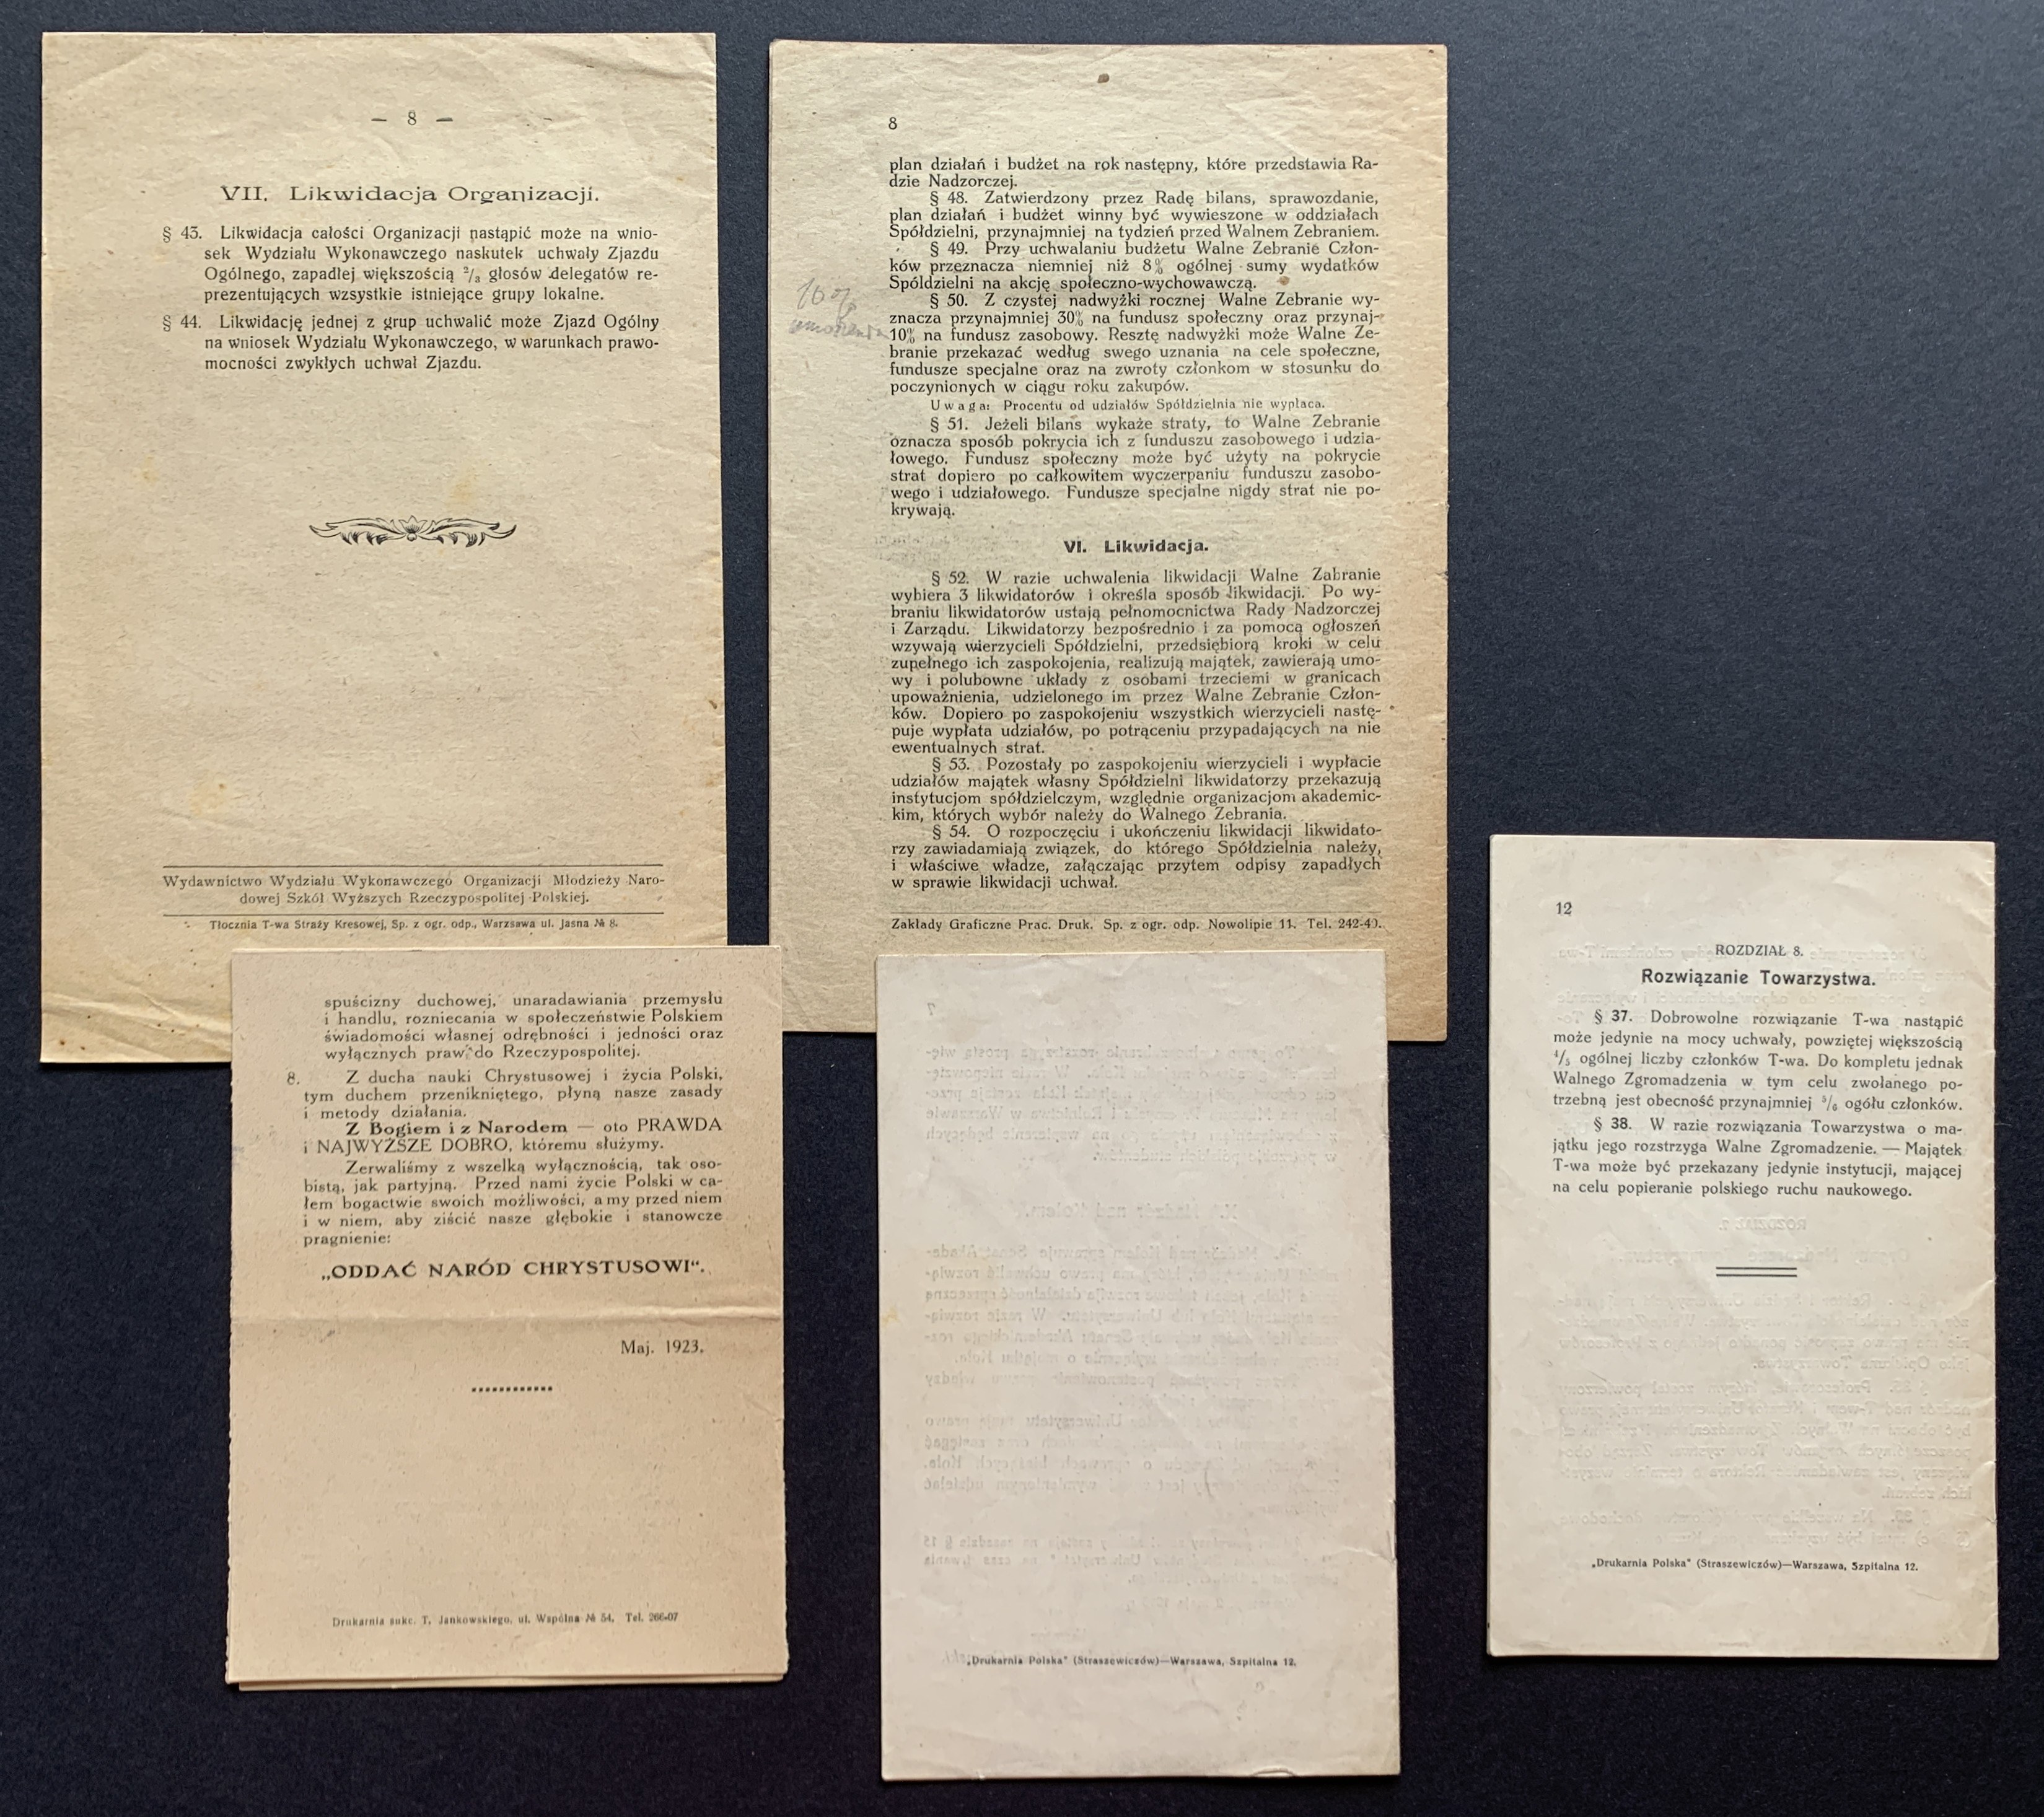 — 8 —
VII. Likwidacja Organizacji.
§ 43. Likwidacja całości Organizacji nastąpić może na wnio-
sek Wydziału Wykonawczego naskutek uchwały Zjazdu
Ogólnego, zapadłej większością 2/3 głosów delegatów re-
prezentujących wzsystkie istniejące grupy lokalne.
§ 44. Likwidację jednej z grup uchwalić może Zjazd Ogólny
na wniosek Wydziału Wykonawczego, w warunkach prawo-
mocności zwykłych uchwał Zjazdu.
Wydawnictwo Wydziału Wykonawczego Organizacji Młodzieży Naro-
dowej Szkół Wyższych Rzeczypospolitej Polskiej.
Tłocznia T-wa Straży Kresowej, Sp. z ogr. odp., Warzsawa ul. Jasna № 8.
8
plan działań i budżet na rok następny, które przedstawia Ra-
dzie Nadzorczej.
§ 48. Zatwierdzony przez Radę bilans, sprawozdanie,
plan działań i budżet winny być wywieszone w oddziałach
Spółdzielni, przynajmniej na tydzień przed Walnem Zebraniem.
§ 49. Przy uchwalaniu budżetu Walne Zebranie Człon-
ków przeznacza niemniej niż 8% ogólnej sumy wydatków
Spółdzielni na akcję społeczno-wychowawczą.
§ 50. Z czystej nadwyżki rocznej Walne Zebranie wy-
znacza przynajmniej 30% na fundusz społeczny oraz przynaj-
10% na fundusz zasobowy. Resztę nadwyżki może Walne Ze-
branie przekazać według swego uznania na cele społeczne,
fundusze specjalne oraz na zwroty członkom w stosunku do
poczynionych w ciągu roku zakupów.
Uwaga: Procentu od udziałów Spółdzielnia nie wypłaca.
§ 51. Jeżeli bilans wykaże straty, to Walne Zebranie
oznacza sposób pokrycia ich z funduszu zasobowego i udzia-
łowego. Fundusz społeczny może być użyty na pokrycie
strat dopiero po całkowitem wyczerpaniu funduszu zasobo-
wego i udziałowego. Fundusze specjalne nigdy strat nie po-
krywają.
10%
VI. Likwidacja.
§ 52. W razie uchwalenia likwidacji Walne Zabranie
wybiera 3 likwidatorów i określa sposób likwidacji. Po wy-
braniu likwidatorów ustają pełnomocnictwa Rady Nadzorczej
i Zarządu. Likwidatorzy bezpośrednio i za pomocą ogłoszeń
wzywają wierzycieli Spółdzielni, przedsiębiorą kroki w celu
zupełnego ich zaspokojenia, realizują majątek, zawierają umo-
wy i polubowne układy z osobami trzeciemi w granicach
upoważnienia, udzielonego im przez Walne Zebranie Człon-
ków. Dopiero po zaspokojeniu wszystkich wierzycieli nastę-
puje wypłata udziałów, po potrąceniu przypadających na nie
ewentualnych strat.
§ 53. Pozostały po zaspokojeniu wierzycieli i wypłacie
udziałów majątek własny Spółdzielni likwidatorzy przekazują
instytucjom spółdzielczym, względnie organizacjom akademic-
kim, których wybór należy do Walnego Zebrania.
§ 54. O rozpoczęciu i ukończeniu likwidacji likwidato-
rzy zawiadamiają związek, do którego Spółdzielnia należy,
i właściwe władze, załączając przytem odpisy zapadłych
w sprawie likwidacji uchwał.
Zakłady Graficzne Prac. Druk. Sp. z ogr. odp. Nowolipie 11. Tel. 242-40.
spuścizny duchowej, unaradawiania przemysłu
i handlu, rozniecania w społeczeństwie Polskiem
świadomości własnej odrębności i jedności oraz
wyłącznych praw do Rzeczypospolitej.
8. Z ducha nauki Chrystusowej i życia Polski,
tym duchem przenikniętego, płyną nasze zasady
i metody działania.
Z Bogiem i z Narodem — oto PRAWDA
i NAJWYŻSZE DOBRO, któremu służymy.
Zerwaliśmy z wszelką wyłącznością, tak oso-
bistą, jak partyjną. Przed nami życie Polski w ca-
łem bogactwie swoich możliwości, a my przed niem
i w niem, aby ziścić nasze głębokie i stanowcze
pragnienie:
„ODDAĆ NARÓD CHRYSTUSOWI“.
Maj. 1923.
Drukarnia sukc. T. Jankowskiego, ul. Wspólna № 54, Tel. 266-07
„Drukarnia Polska“ (Straszewiczów)—Warszawa, Szpitalna 12.
12
ROZDZIAŁ 8.
Rozwiązanie Towarzystwa.
§ 37. Dobrowolne rozwiązanie T-wa nastąpić
może jedynie na mocy uchwały, powziętej większością
4/5 ogólnej liczby członków T-wa. Do kompletu jednak
Walnego Zgromadzenia w tym celu zwołanego po-
trzebną jest obecność przynajmniej 5/6 ogółu członków.
§ 38. W razie rozwiązania Towarzystwa o ma-
jątku jego rozstrzyga Walne Zgromadzenie. — Majątek
T-wa może być przekazany jedynie instytucji, mającej
na celu popieranie polskiego ruchu naukowego.
„Drukarnia Polska“ (Straszewiczów)—Warszawa, Szpitalna 12.